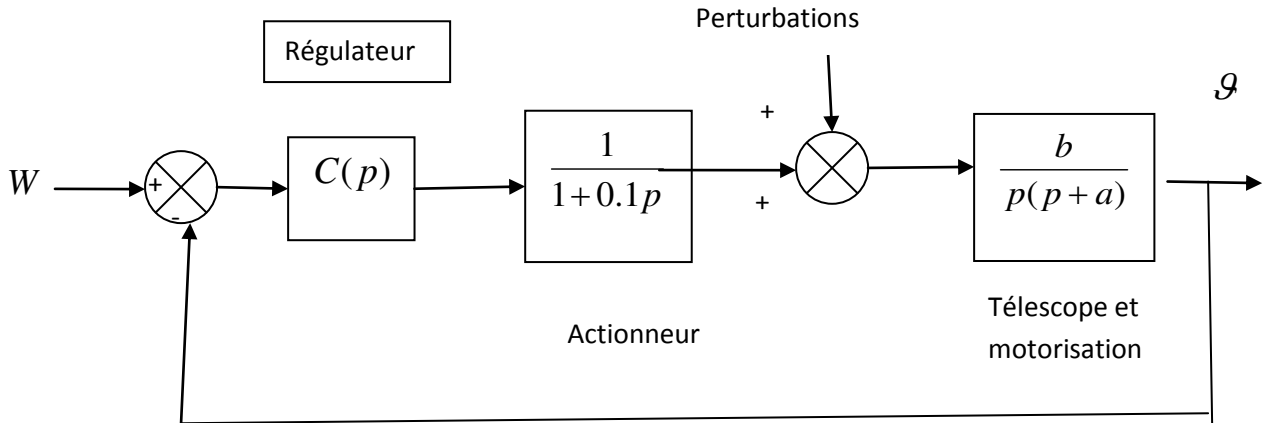 Perturbations
Régulateur
ϑ
+
W
+
C(p)
1
1+0.1p
b
p(p+a)
-
+
Actionneur
Télescope et
motorisation